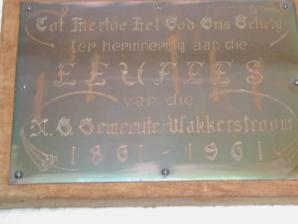 Tot Hiertoe Het God Ons Gehelp
ter herinnering aan die
EEUFEES
van die
N. G. Gemeente: Wakkerstroom
1861 - 1961